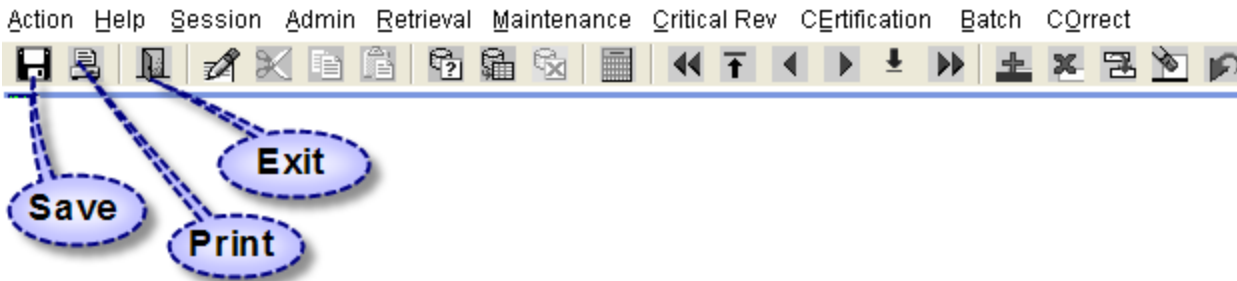 Action Help Session Admin Retrieval Maintenance Critical Rev CErtification Batch COrrect
Exit
Save
Print